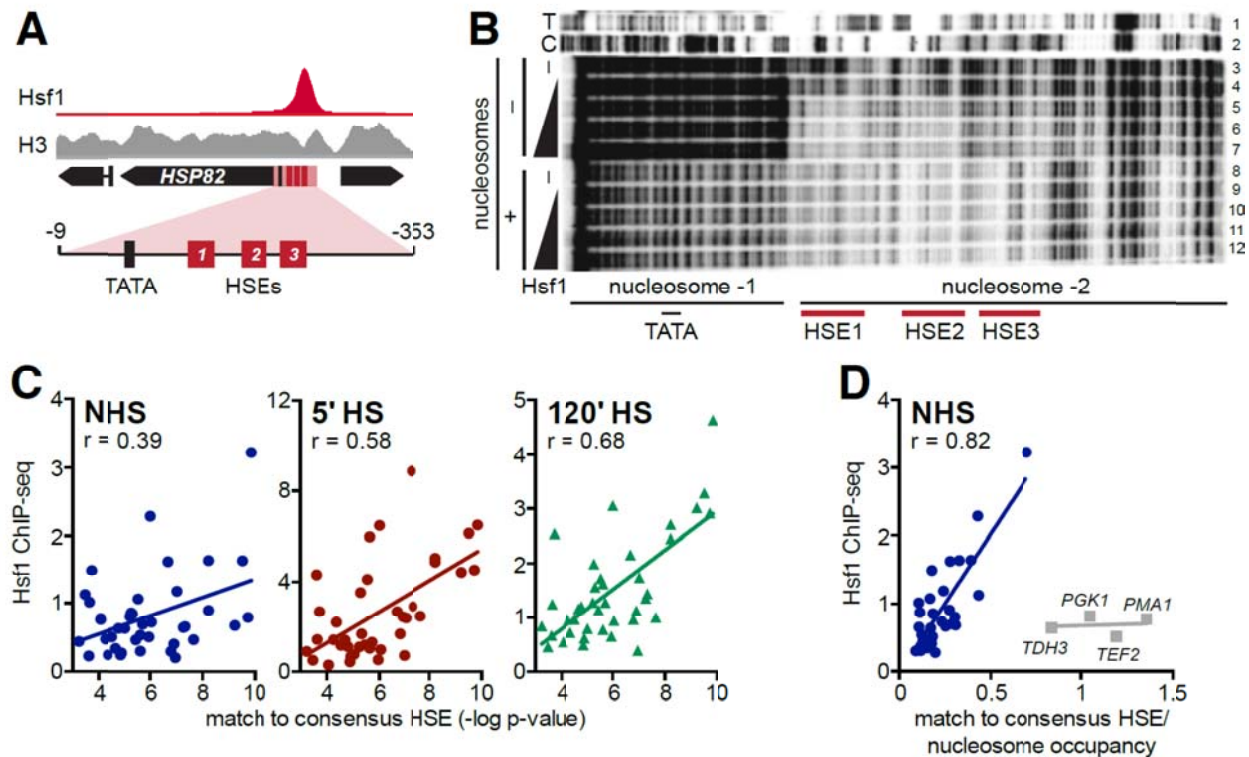 A
Hsf1
H3
HSP82
-9
-353
1
2
3
TATA
HSEs
B
T
C
nucleosomes
–
+
–
–
Hsf1
1
2
3
4
5
6
7
8
9
10
11
12
nucleosome -1
nucleosome -2
TATA
HSE1
HSE2
HSE3
C
Hsf1 ChIP-seq
NHS
r = 0.39
4
3
2
1
0
4
6
8
10
5' HS
r = 0.58
12
8
4
0
4
6
8
10
120' HS
r = 0.68
5
4
3
2
1
0
4
6
8
10
match to consensus HSE (-log p-value)
D
Hsf1 ChIP-seq
NHS
r = 0.82
4
3
2
1
0
PGK1
PMA1
TDH3
TEF2
0
0.5
1
1.5
match to consensus HSE/
nucleosome occupancy